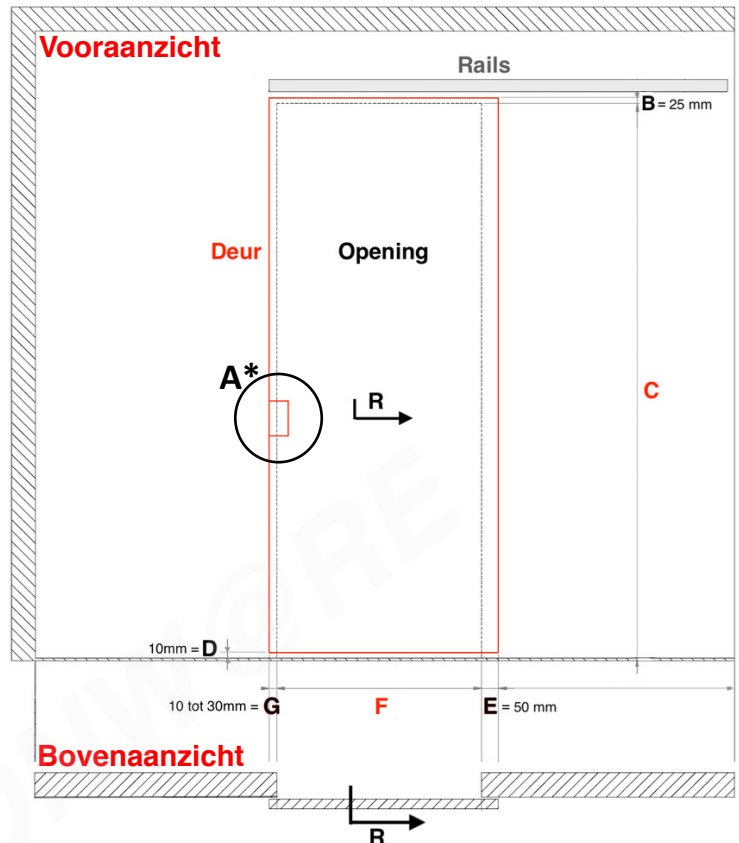 Vooraanzicht
Rails
B = 25 mm
Deur
Opening
A*
R
C
10mm = D
10 tot 30mm = G
F
E = 50 mm
Bovenaanzicht
R